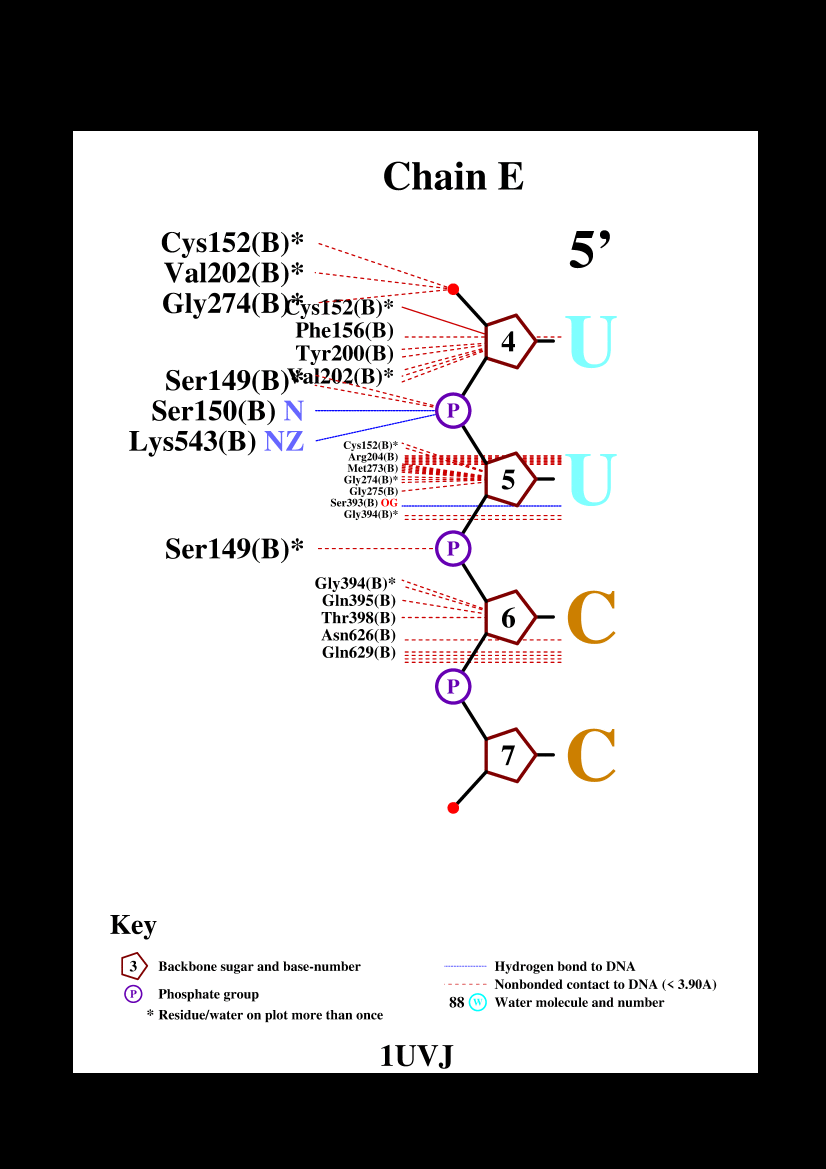 Chain E
5’
Cys152(B)*
Val202(B)*
Gly274(B)*
Cys152(B)*
Phe156(B)
Tyr200(B)
Val202(B)*
4
U
Ser149(B)*
Ser150(B) N
Lys543(B) NZ
P
Cys152(B)*
Arg204(B)
Met273(B)
Gly274(B)*
Gly275(B)
Ser393(B) OG
Gly394(B)*
5
U
Ser149(B)*
P
Gly394(B)*
Gln395(B)
Thr398(B)
Asn626(B)
Gln629(B)
6
C
P
7
C
Key
3 Backbone sugar and base-number
P Phosphate group
* Residue/water on plot more than once
Hydrogen bond to DNA
Nonbonded contact to DNA (< 3.90A)
88 W Water molecule and number
1UVJ